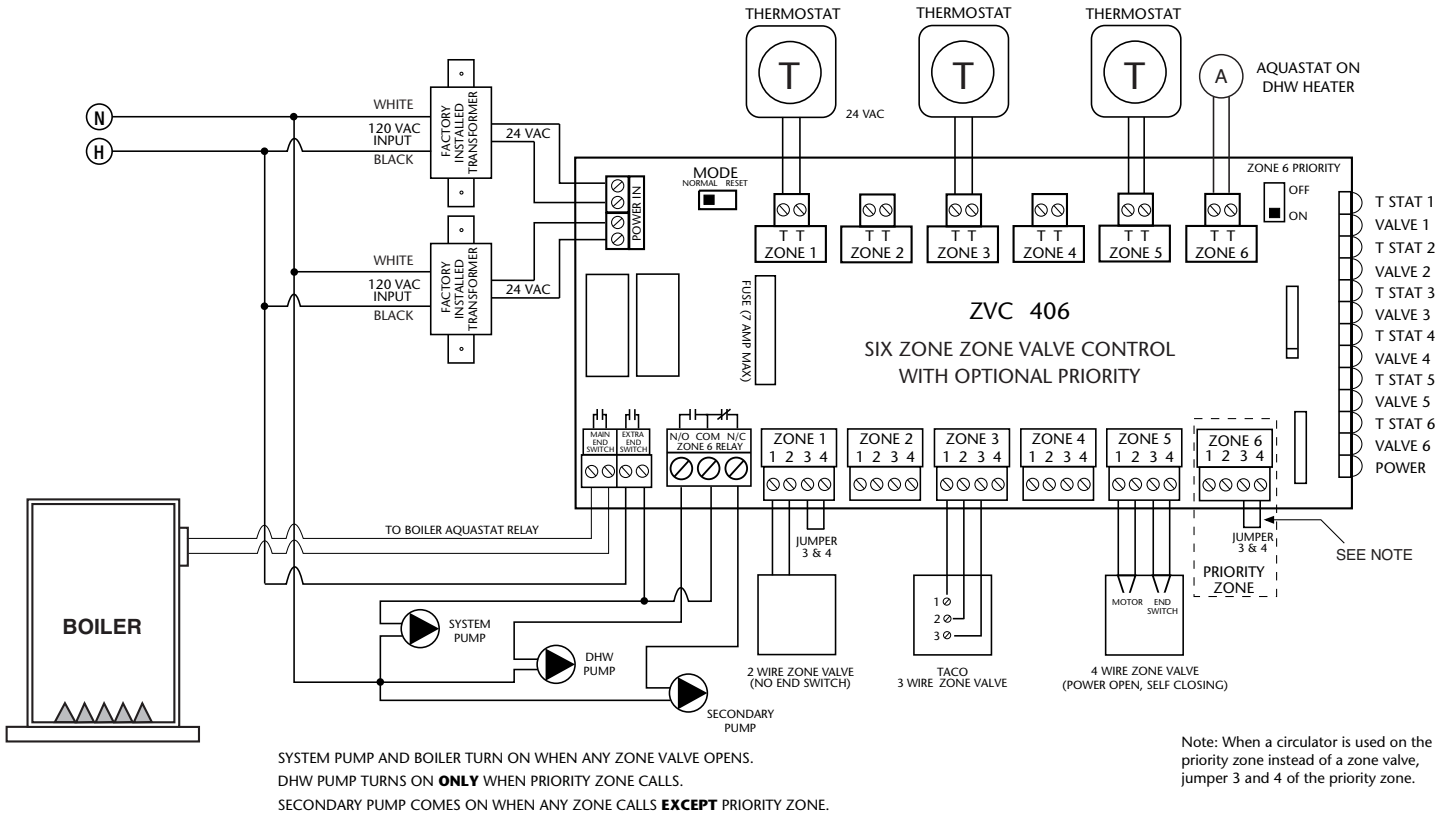 THERMOSTAT
THERMOSTAT
THERMOSTAT
T
T
T
A
AQUASTAT ON
DHW HEATER
24 VAC
N
H
WHITE
120 VAC
INPUT
BLACK
FACTORY
INSTALLED
TRANSFORMER
24 VAC
WHITE
120 VAC
INPUT
BLACK
FACTORY
INSTALLED
TRANSFORMER
24 VAC
POWER IN
MODE
NORMAL RESET
ZONE 6 PRIORITY
OFF
ON
T T
ZONE 1
ZONE 2
T T
ZONE 3
ZONE 4
T T
ZONE 5
T T
ZONE 6
T STAT 1
VALVE 1
T STAT 2
VALVE 2
T STAT 3
VALVE 3
T STAT 4
VALVE 4
T STAT 5
VALVE 5
T STAT 6
VALVE 6
POWER
FUSE (7 AMP MAX)
ZVC 406
SIX ZONE ZONE VALVE CONTROL
WITH OPTIONAL PRIORITY
MAIN
END
SWITCH
EXTRA
END
SWITCH
N/O COM N/C
ZONE 6 RELAY
ZONE 1
1 2 3 4
ZONE 2
1 2 3 4
ZONE 3
1 2 3 4
ZONE 4
1 2 3 4
ZONE 5
1 2 3 4
ZONE 6
1 2 3 4
TO BOILER AQUASTAT RELAY
JUMPER
3 & 4
JUMPER
3 & 4
SEE NOTE
PRIORITY
ZONE
BOILER
SYSTEM
PUMP
DHW
PUMP
SECONDARY
PUMP
2 WIRE ZONE VALVE
(NO END SWITCH)
1
2
3
TACO
3 WIRE ZONE VALVE
MOTOR
END
SWITCH
4 WIRE ZONE VALVE
(POWER OPEN, SELF CLOSING)
SYSTEM PUMP AND BOILER TURN ON WHEN ANY ZONE VALVE OPENS.
DHW PUMP TURNS ON ONLY WHEN PRIORITY ZONE CALLS.
SECONDARY PUMP COMES ON WHEN ANY ZONE CALLS EXCEPT PRIORITY ZONE.
Note: When a circulator is used on the
priority zone instead of a zone valve,
jumper 3 and 4 of the priority zone.